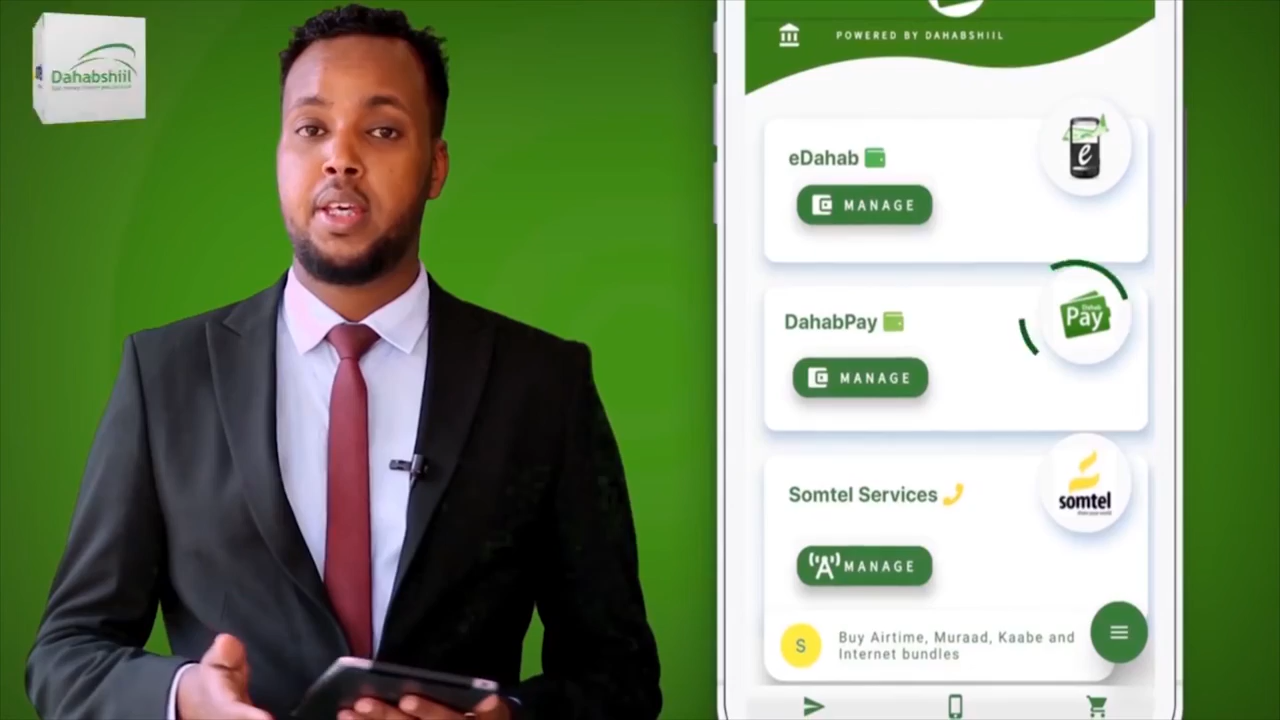 Dahabshiil
POWERED BY DAHABSHIIL
eDahab
e
MANAGE
DahabPay
Dahab
Pay
MANAGE
Somtel Services
somtel
MANAGE
S
Buy Airtime, Muraad, Kaabe and
Internet bundles